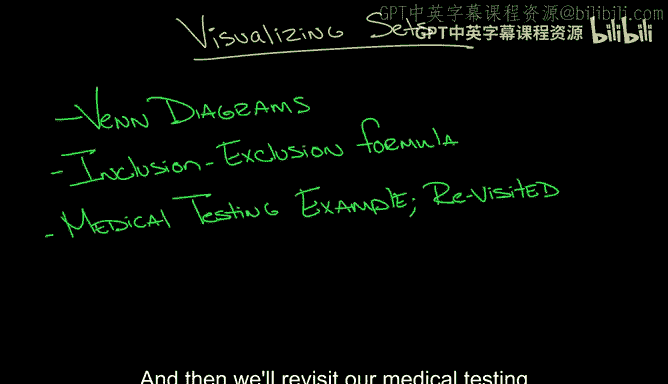 GPT中英字幕课程资源@bilibili.com
Visualizing Sets
GPT中英字幕课程资源 bilibili
- VENN DIAGRAMS
- INCLUSION-EXCLUSION FORMULA
- MEDICAL TESTING EXAMPLE; RE-VISITED
And then we'll revisit our medical testing